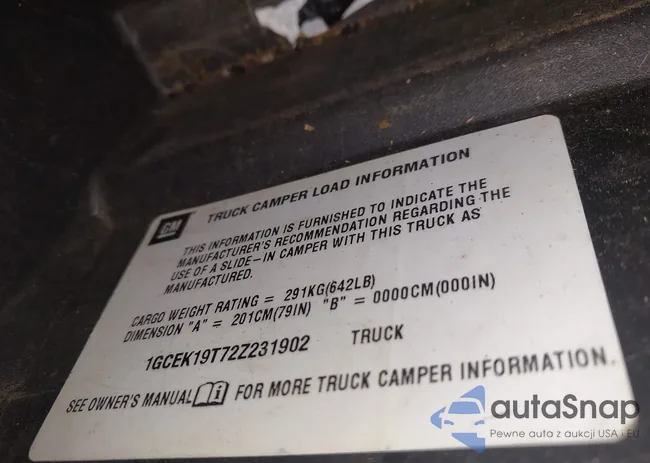 GM
TRUCK CAMPER LOAD INFORMATION
THIS INFORMATION IS FURNISHED TO INDICATE THE
MANUFACTURER'S RECOMMENDATION REGARDING THE
USE OF A SLIDE-IN CAMPER WITH THIS TRUCK AS
MANUFACTURED.
CARGO WEIGHT RATING = 291KG(642LB)
DIMENSION "A" = 201CM(79IN) "B" = 0000CM(000IN)
1GCEK19T72Z231902 TRUCK
SEE OWNER'S MANUAL i FOR MORE TRUCK CAMPER INFORMATION.
autaSnap
Pewne auta z aukcji USA i EU